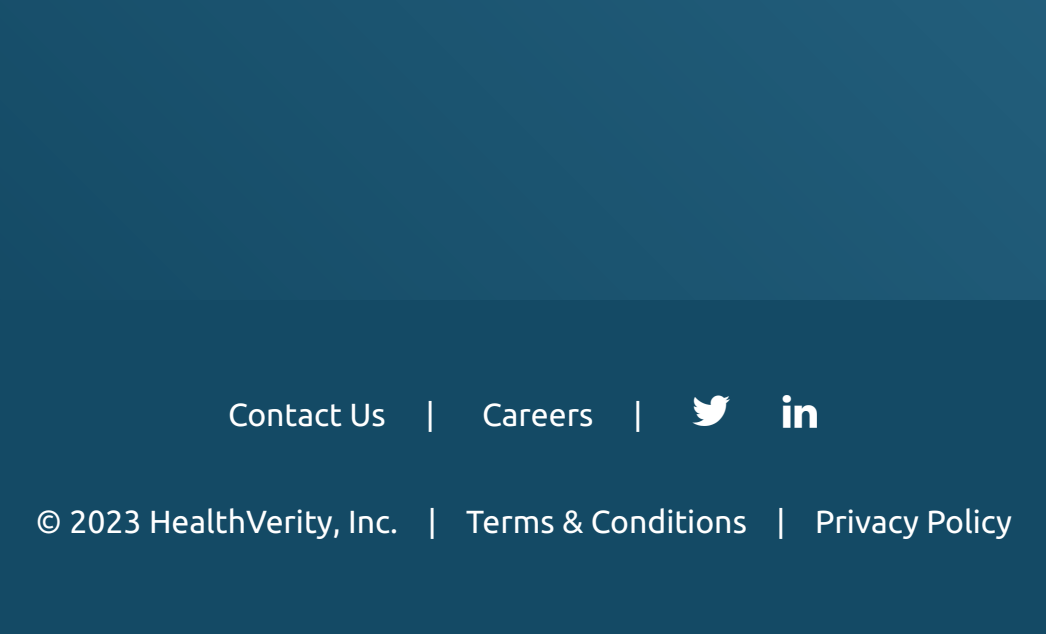 Contact Us | Careers |
© 2023 HealthVerity, Inc. | Terms & Conditions | Privacy Policy